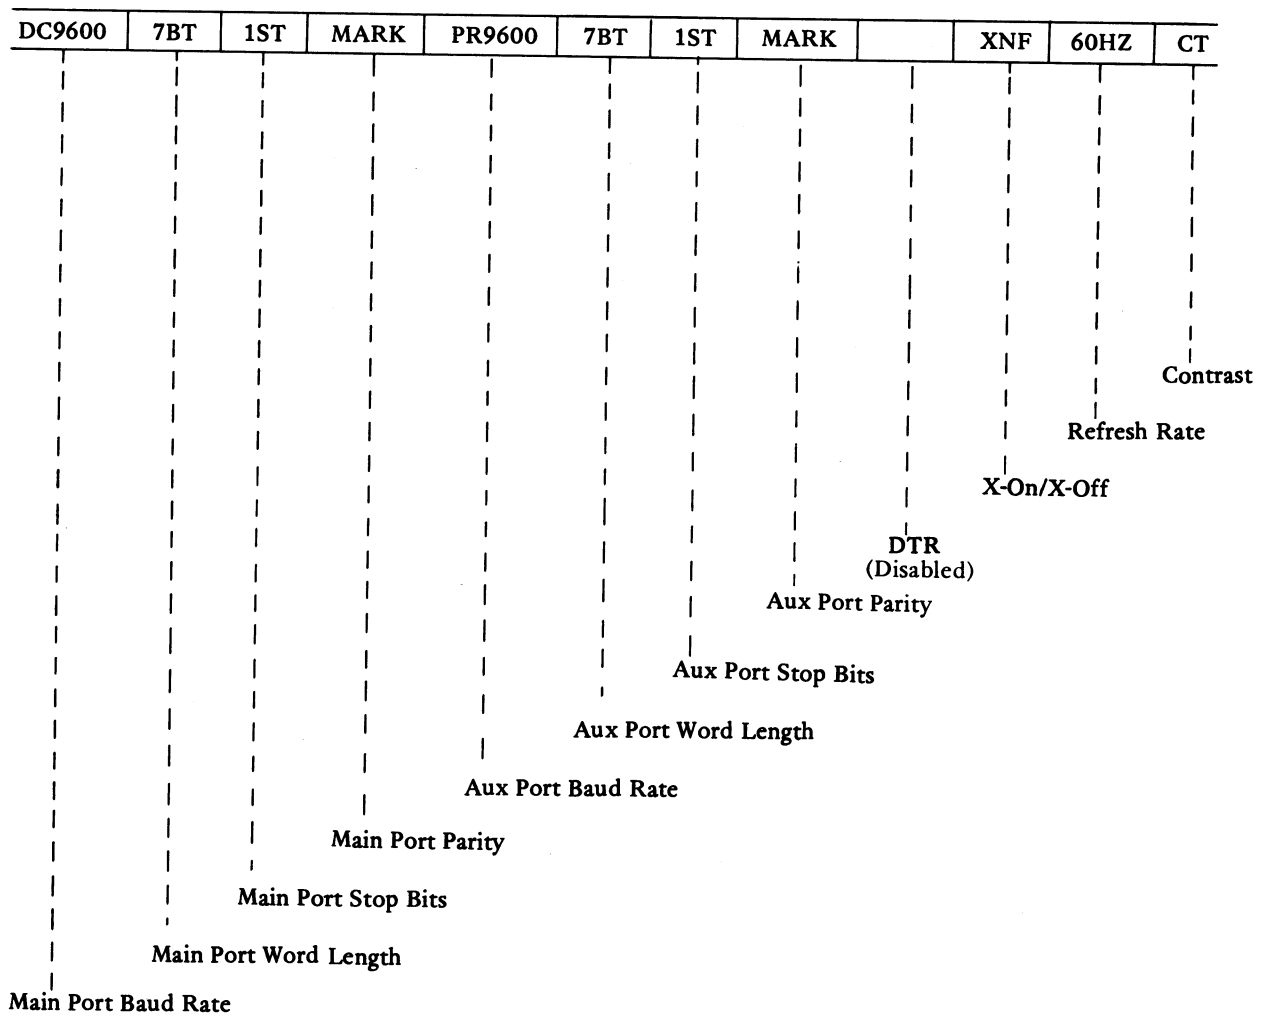 DC9600 7BT 1ST MARK PR9600 7BT 1ST MARK XNF 60HZ CT
Contrast
Refresh Rate
X-On/X-Off
DTR
(Disabled)
Aux Port Parity
Aux Port Stop Bits
Aux Port Word Length
Aux Port Baud Rate
Main Port Parity
Main Port Stop Bits
Main Port Word Length
Main Port Baud Rate